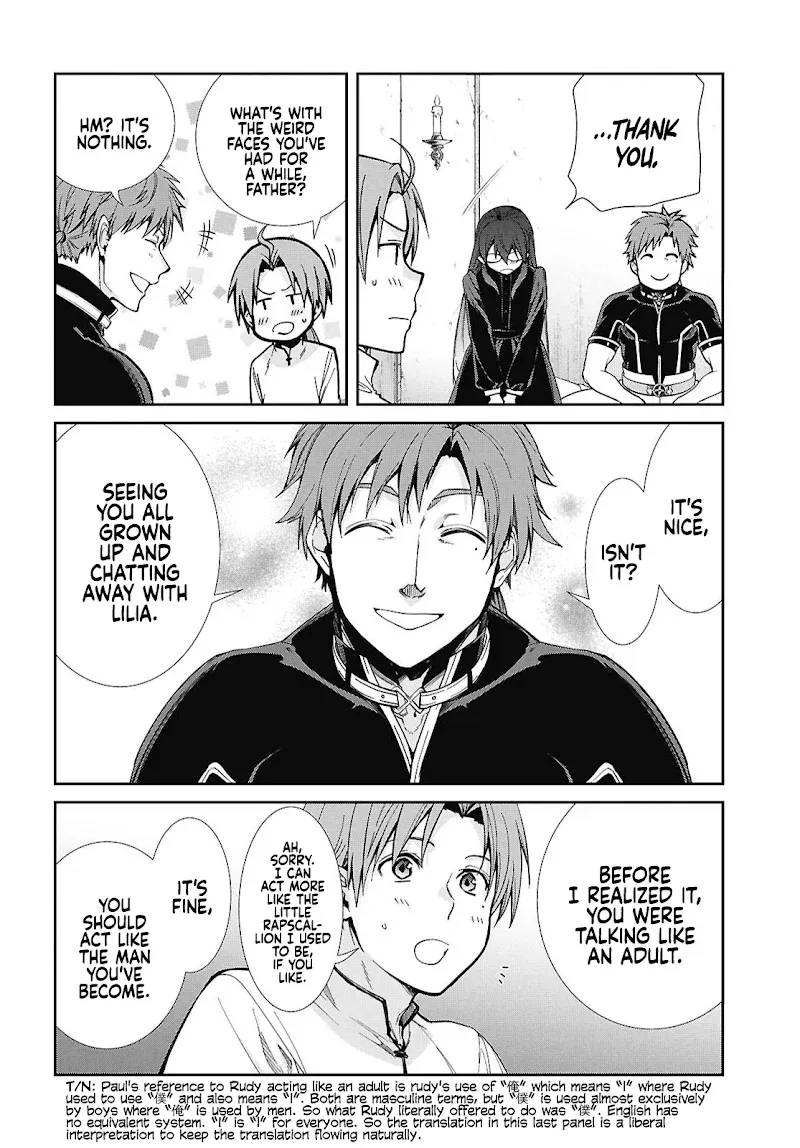 ...THANK
YOU.
WHAT'S WITH
THE WEIRD
FACES YOU'VE
HAD FOR
A WHILE,
FATHER?
HM? IT'S
NOTHING.
IT'S
NICE,
ISN'T
IT?
SEEING
YOU ALL
GROWN
UP AND
CHATTING
AWAY WITH
LILIA.
BEFORE
I REALIZED IT,
YOU WERE
TALKING LIKE
AN ADULT.
AH,
SORRY.
I CAN
ACT MORE
LIKE THE
LITTLE
RAPSCAL-
LION I USED
TO BE,
IF YOU
LIKE.
IT'S
FINE,
YOU
SHOULD
ACT LIKE
THE MAN
YOU'VE
BECOME.
T/N: Paul's reference to Rudy acting like an adult is rudy's use of "俺" which means "I" where Rudy
used to use "僕" and also means "I". Both are masculine terms, but "僕" is used almost exclusively
by boys where "俺" is used by men. So what Rudy literally offered to do was "僕". English has
no equivalent system. "I" is "I" for everyone. So the translation in this last panel is a liberal
interpretation to keep the translation flowing naturally.